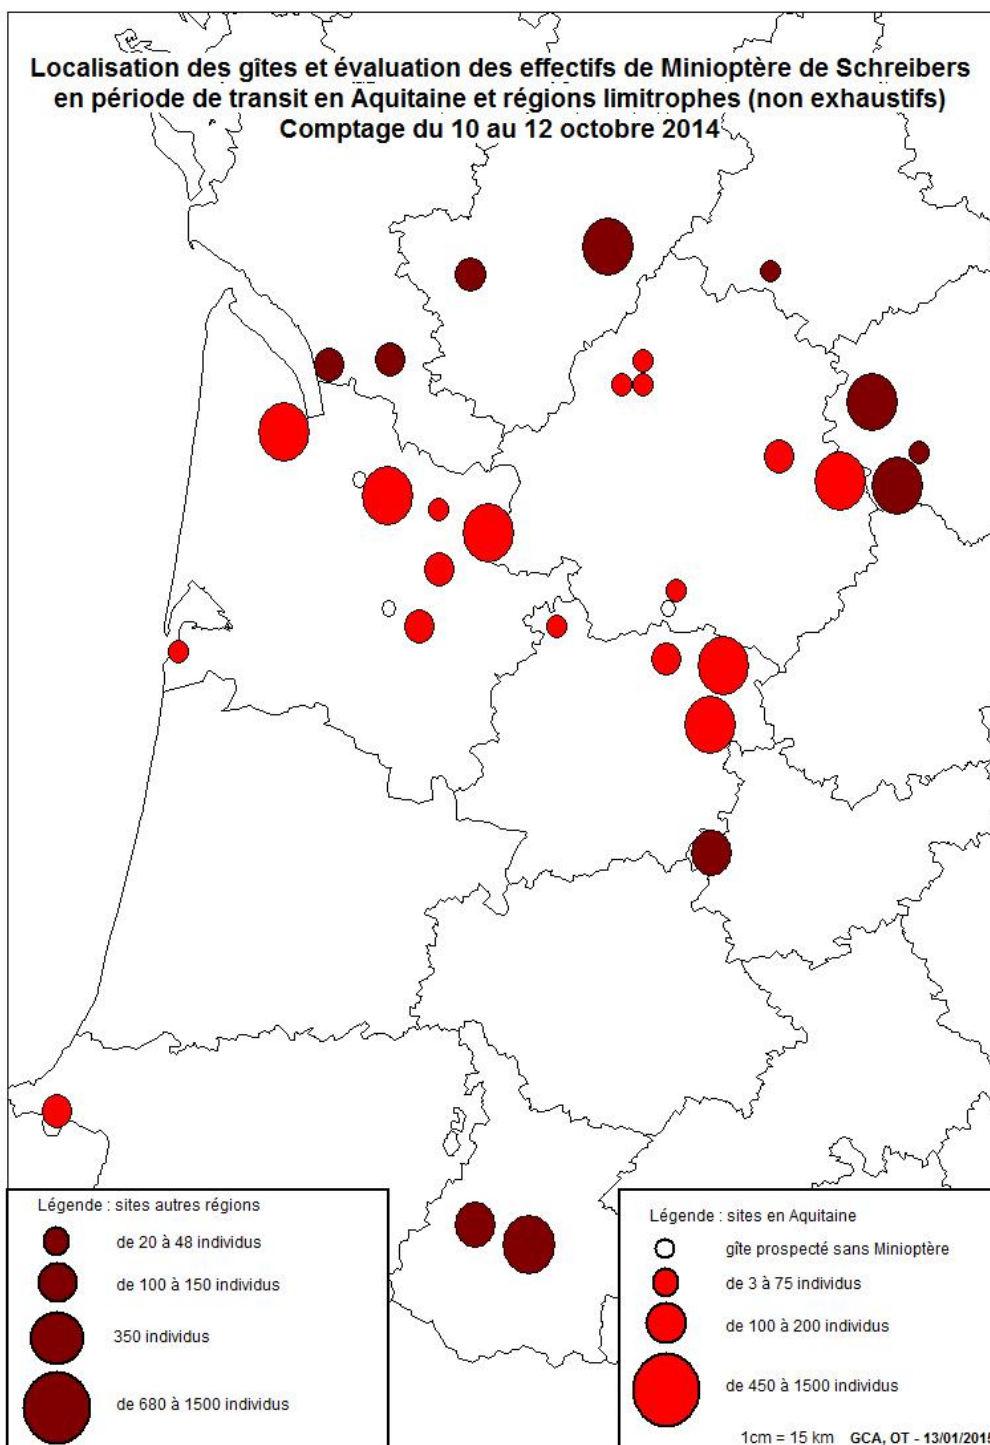 Localisation des gîtes et évaluation des effectifs de Minioptère de Schreibers
en période de transit en Aquitaine et régions limitrophes (non exhaustifs)
Comptage du 10 au 12 octobre 2014
Légende : sites autres régions
de 20 à 48 individus
de 100 à 150 individus
350 individus
de 680 à 1500 individus
Légende : sites en Aquitaine
gîte prospecté sans Minioptère
de 3 à 75 individus
de 100 à 200 individus
de 450 à 1500 individus
1cm = 15 km GCA, OT - 13/01/2015